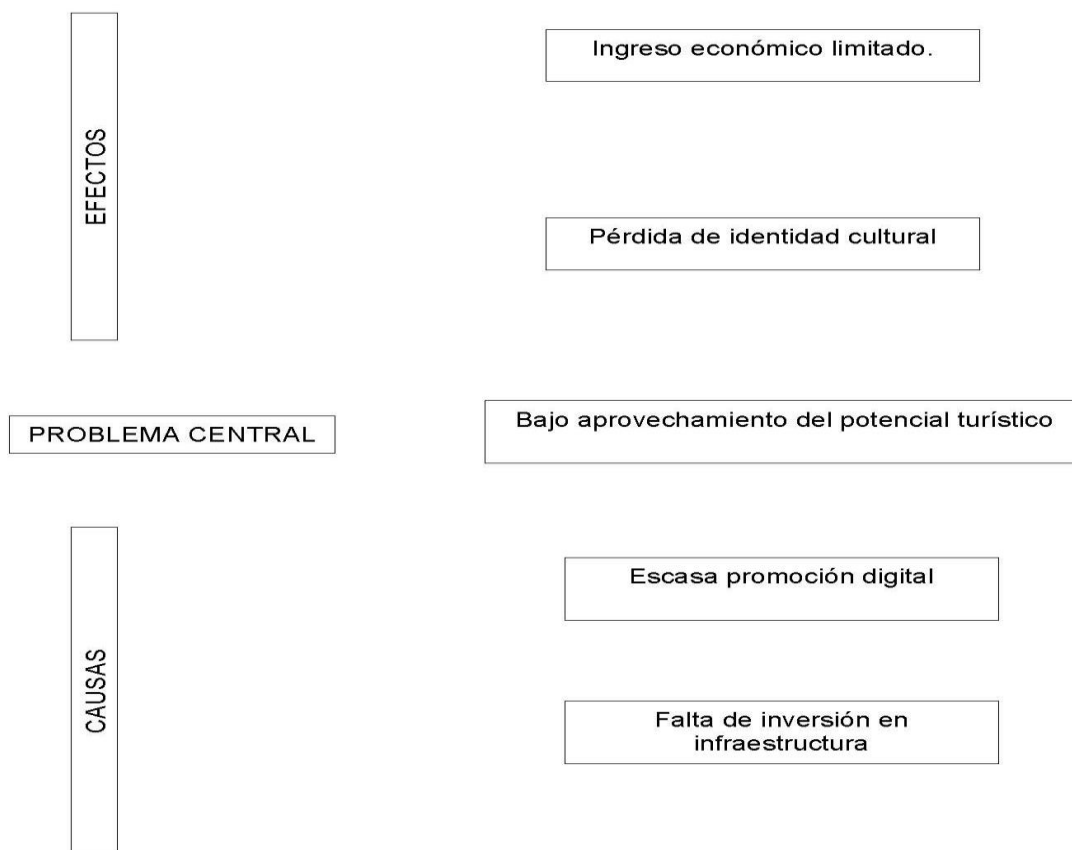 EFECTOS
Ingreso económico limitado.
Pérdida de identidad cultural
PROBLEMA CENTRAL
Bajo aprovechamiento del potencial turístico
CAUSAS
Escasa promoción digital
Falta de inversión en
infraestructura